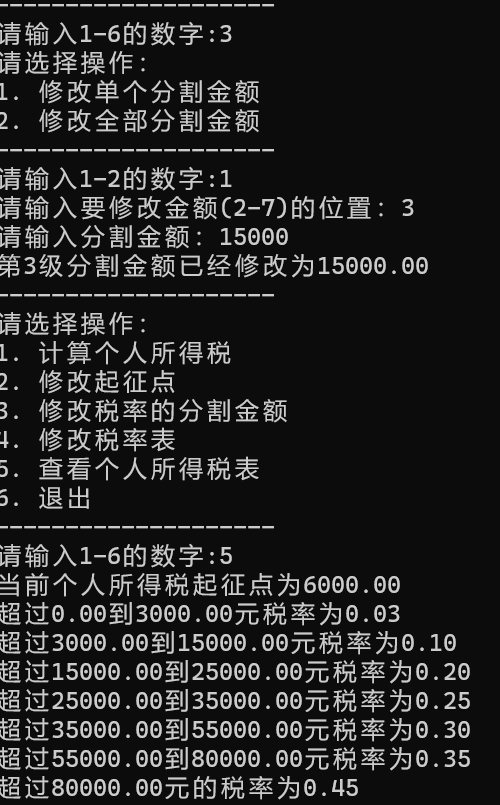 --------------------
请输入1-6的数字:3
请选择操作:
1. 修改单个分割金额
2. 修改全部分割金额
--------------------
请输入1-2的数字:1
请输入要修改金额(2-7)的位置: 3
请输入分割金额: 15000
第3级分割金额已经修改为15000.00
--------------------
请选择操作:
1. 计算个人所得税
2. 修改起征点
3. 修改税率的分割金额
4. 修改税率表
5. 查看个人所得税表
6. 退出
--------------------
请输入1-6的数字:5
当前个人所得税起征点为6000.00
超过0.00到3000.00元税率为0.03
超过3000.00到15000.00元税率为0.10
超过15000.00到25000.00元税率为0.20
超过25000.00到35000.00元税率为0.25
超过35000.00到55000.00元税率为0.30
超过55000.00到80000.00元税率为0.35
超过80000.00元的税率为0.45